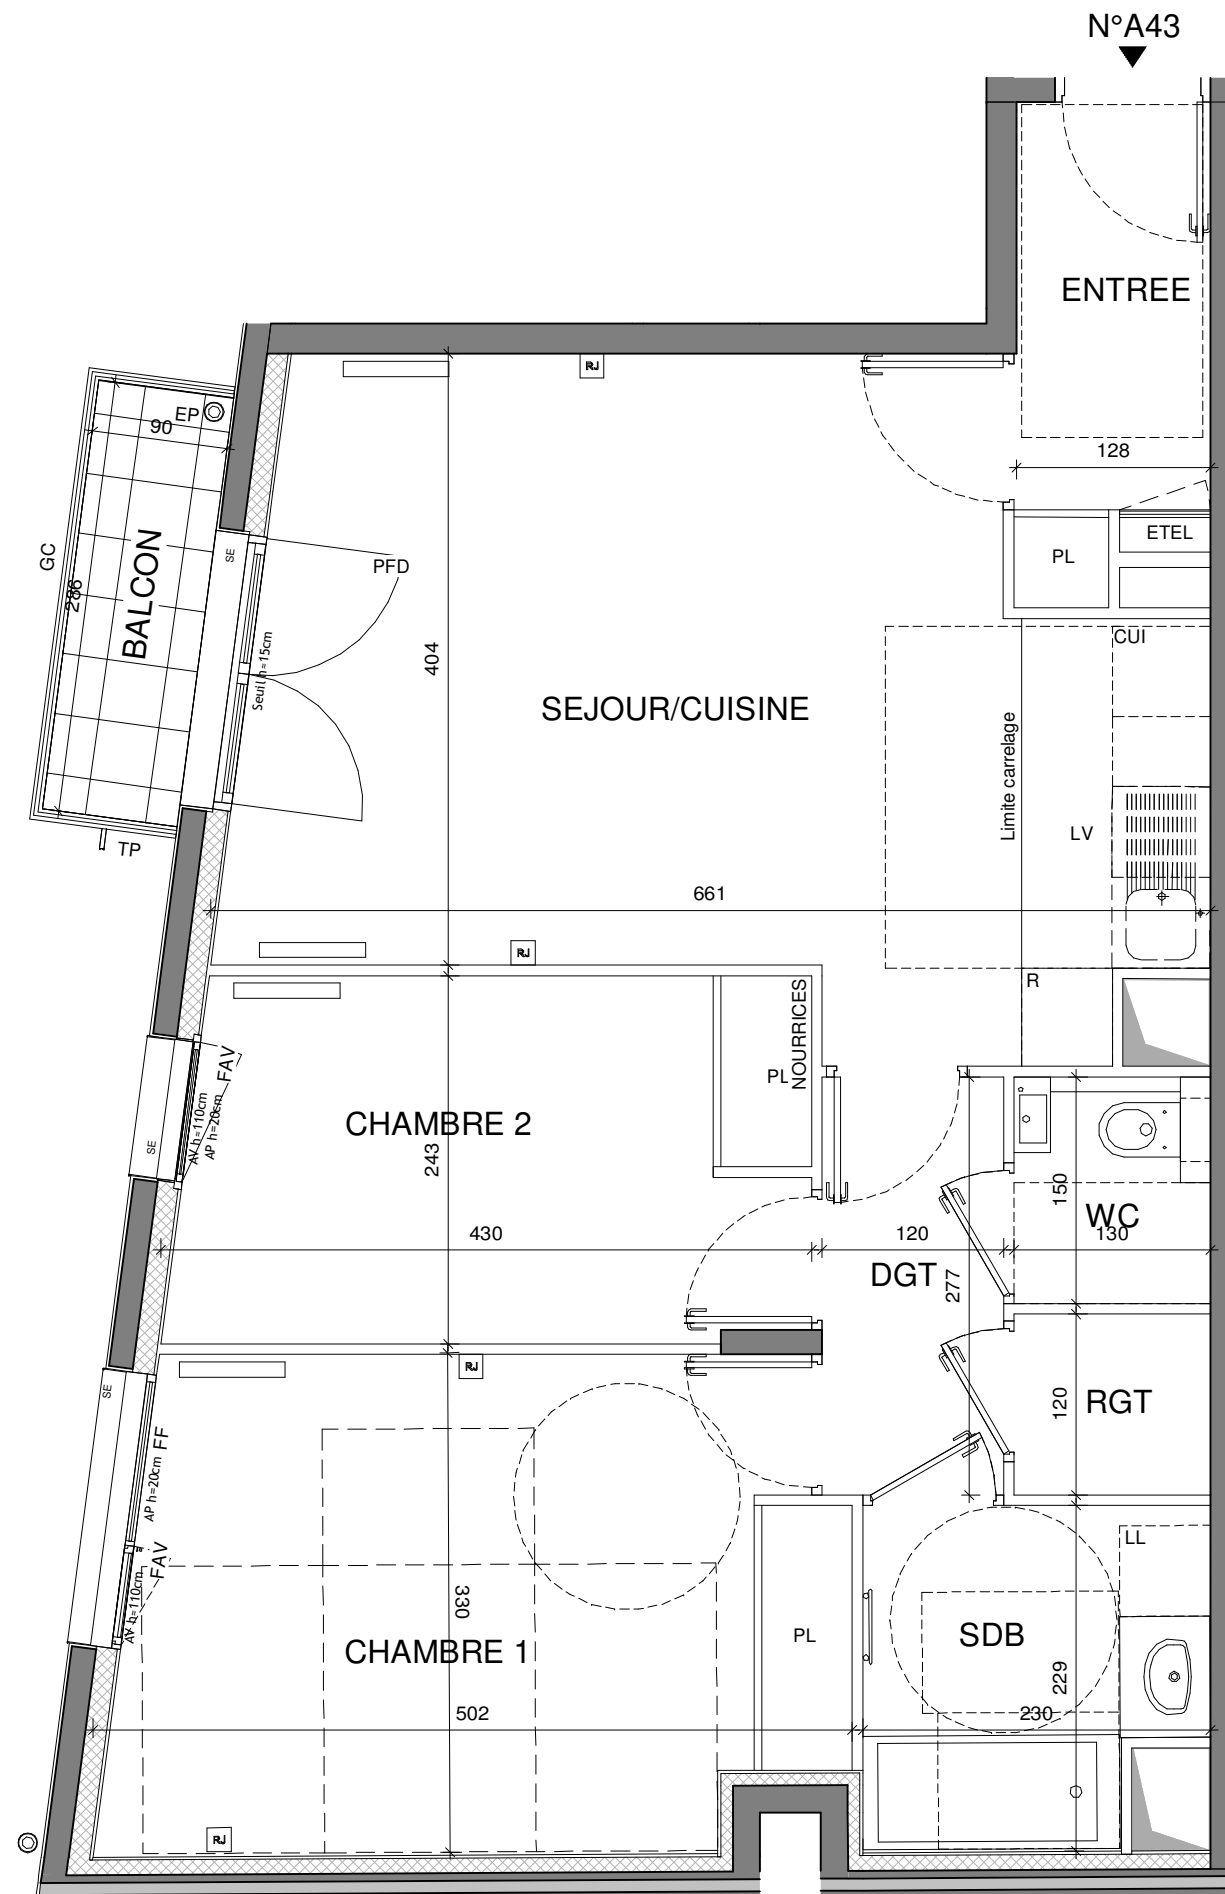 N°A43
ENTREE
RJ
EP
90
128
ETEL
PL
BALCON
GC
286
SE
PFD
Seuil h=15cm
404
CUI
SEJOUR/CUISINE
Limite carrelage
LV
TP
661
RJ
R
NOURRICES
PL
FAV
AV h=110cm
AP h=20cm
SE
CHAMBRE 2
243
150
WC
430
120
130
DGT
277
RJ
SE
120
RGT
FF
AP h=20cm
FAV
AV h=110cm
LL
330
PL
SDB
CHAMBRE 1
229
502
230
RJ